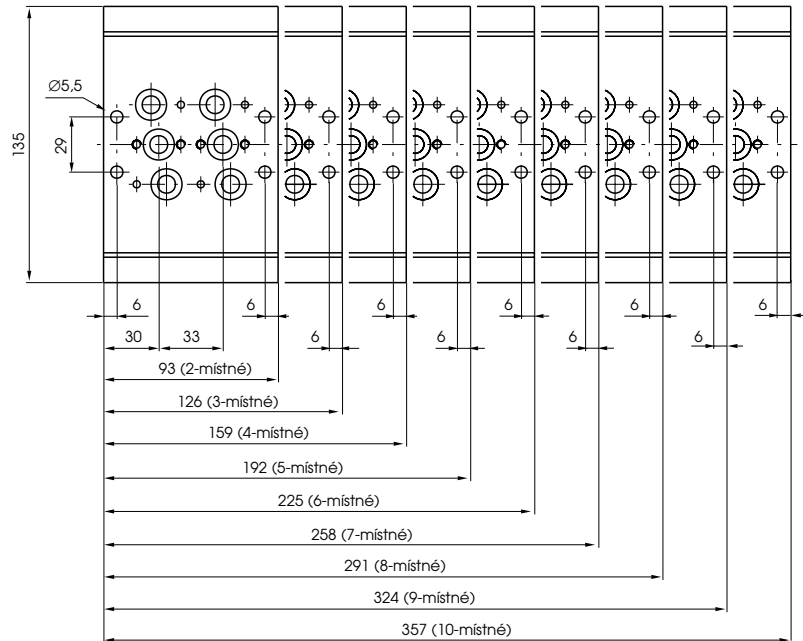 Ø5,5
135
29
6
6
6
6
6
6
6
6
6
6
30
33
93 (2-místné)
126 (3-místné)
159 (4-místné)
192 (5-místné)
225 (6-místné)
258 (7-místné)
291 (8-místné)
324 (9-místné)
357 (10-místné)